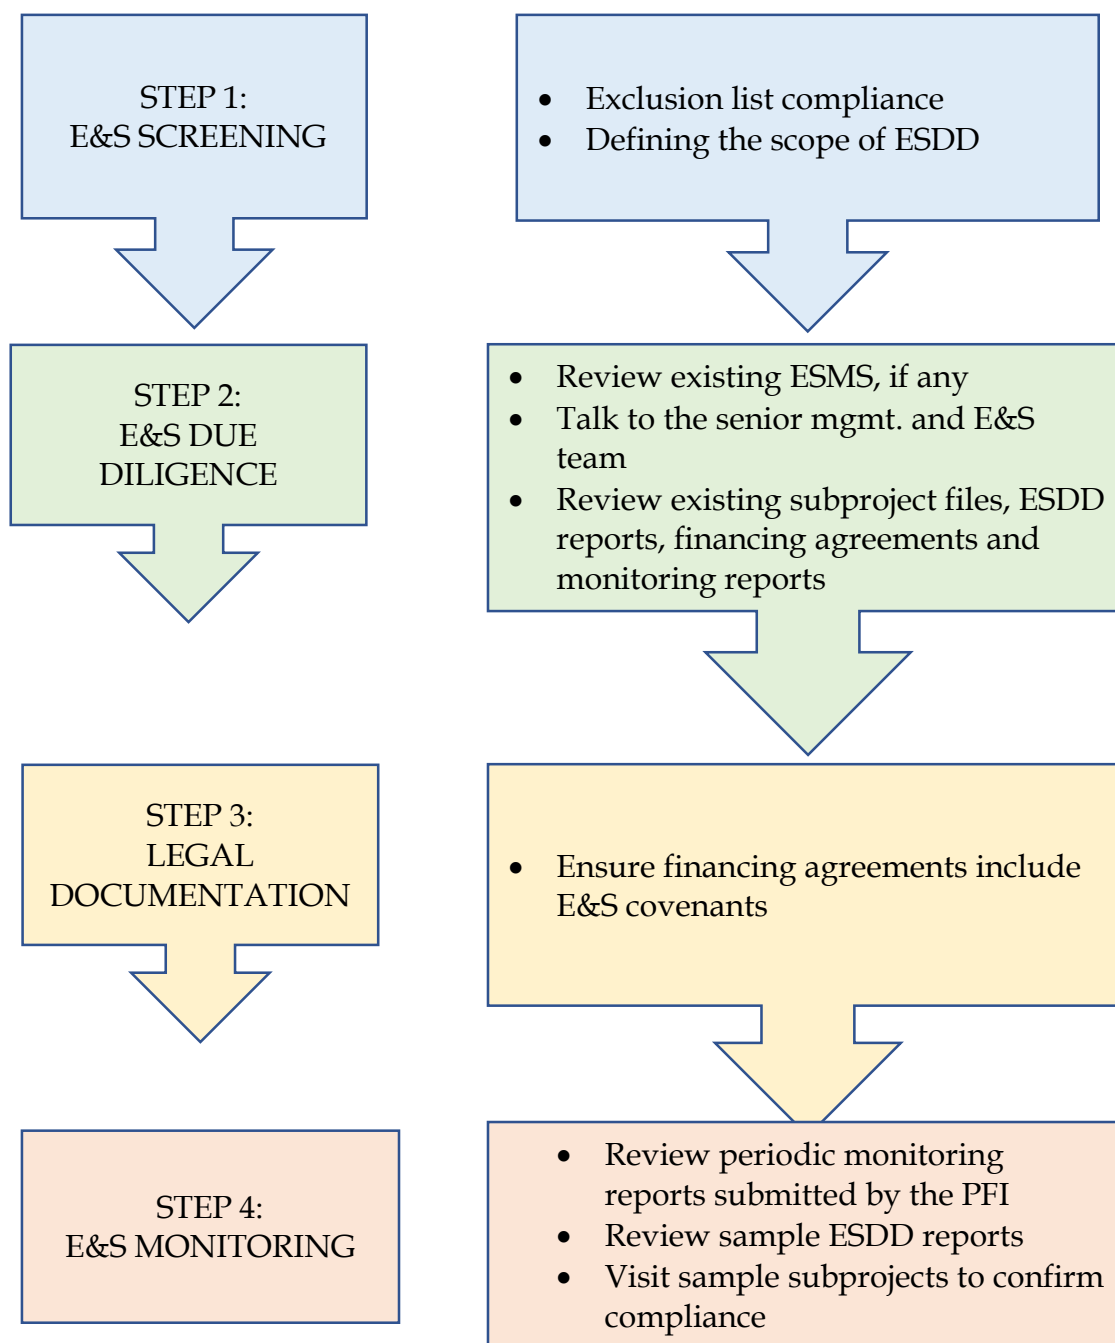 STEP 1:
E&S SCREENING
• Exclusion list compliance
• Defining the scope of ESDD
STEP 2:
E&S DUE
DILIGENCE
• Review existing ESMS, if any
• Talk to the senior mgmt. and E&S
team
• Review existing subproject files, ESDD
reports, financing agreements and
monitoring reports
STEP 3:
LEGAL
DOCUMENTATION
• Ensure financing agreements include
E&S covenants
STEP 4:
E&S MONITORING
• Review periodic monitoring
reports submitted by the PFI
• Review sample ESDD reports
• Visit sample subprojects to confirm
compliance